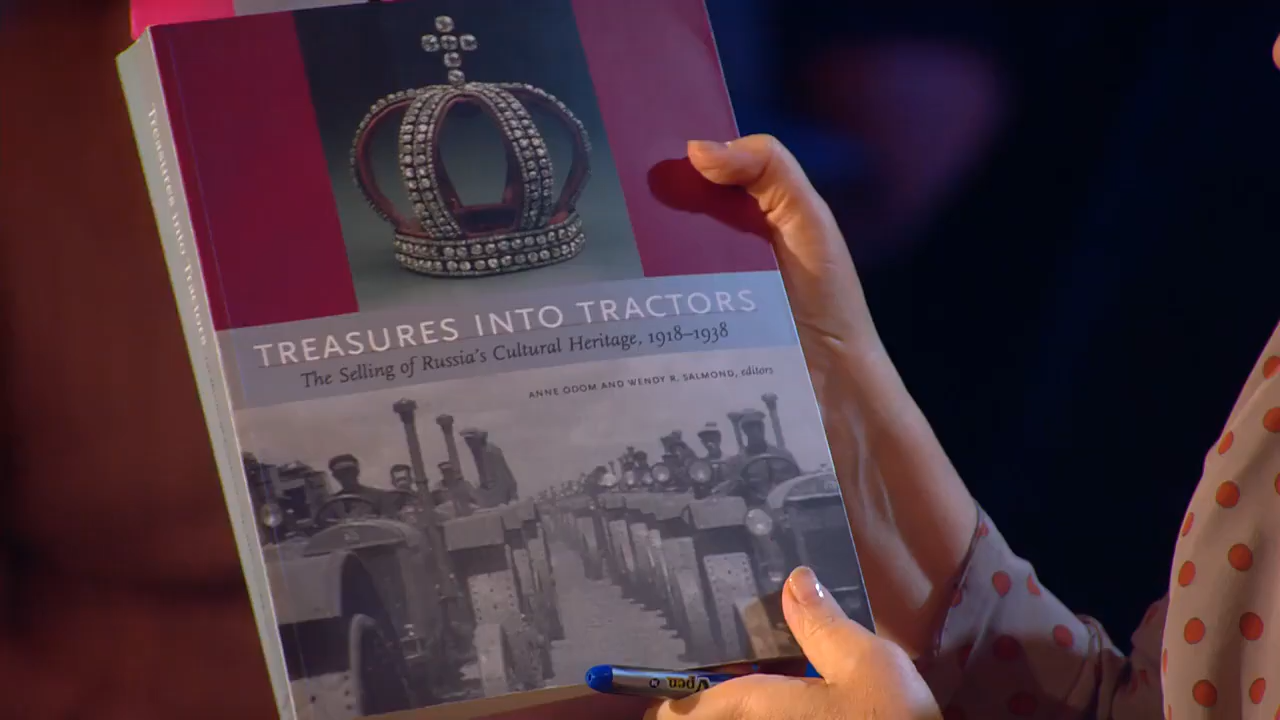 Treasures into Tractors
TREASURES INTO TRACTORS
The Selling of Russia's Cultural Heritage, 1918–1938
ANNE ODOM AND WENDY R. SALMOND, editors
Vpen